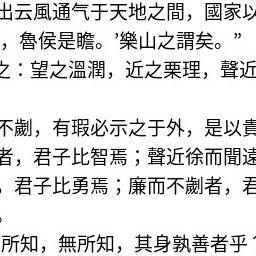 出云風通气于天地之間，國家以
，魯侯是瞻。’樂山之謂矣。”
之：望之溫潤，近之栗理，聲近
不劌，有瑕必示之于外，是以貴
者，君子比智焉；聲近徐而聞遠
，君子比勇焉；廉而不劌者，君
。
所知，無所知，其身孰善者乎？